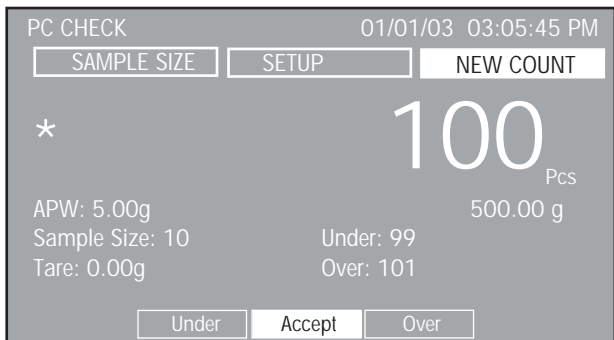 PC CHECK 01/01/03 03:05:45 PM
SAMPLE SIZE SETUP NEW COUNT
* 100 Pcs
APW: 5.00g 500.00 g
Sample Size: 10 Under: 99
Tare: 0.00g Over: 101
Under Accept Over